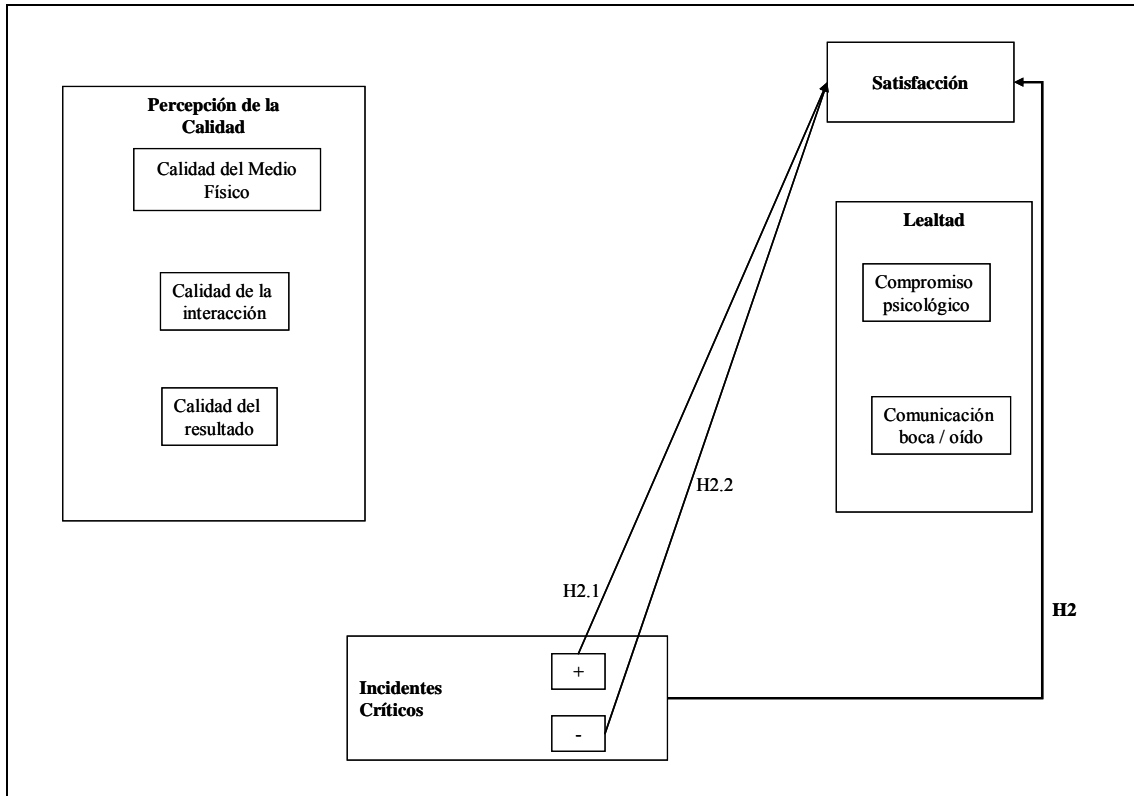 Percepción de la
Calidad
Calidad del Medio
Físico
Calidad de la
interacción
Calidad del
resultado
Satisfacción
Lealtad
Compromiso
psicológico
Comunicación
boca / oído
H2.2
H2.1
H2
Incidentes
Críticos
+
-